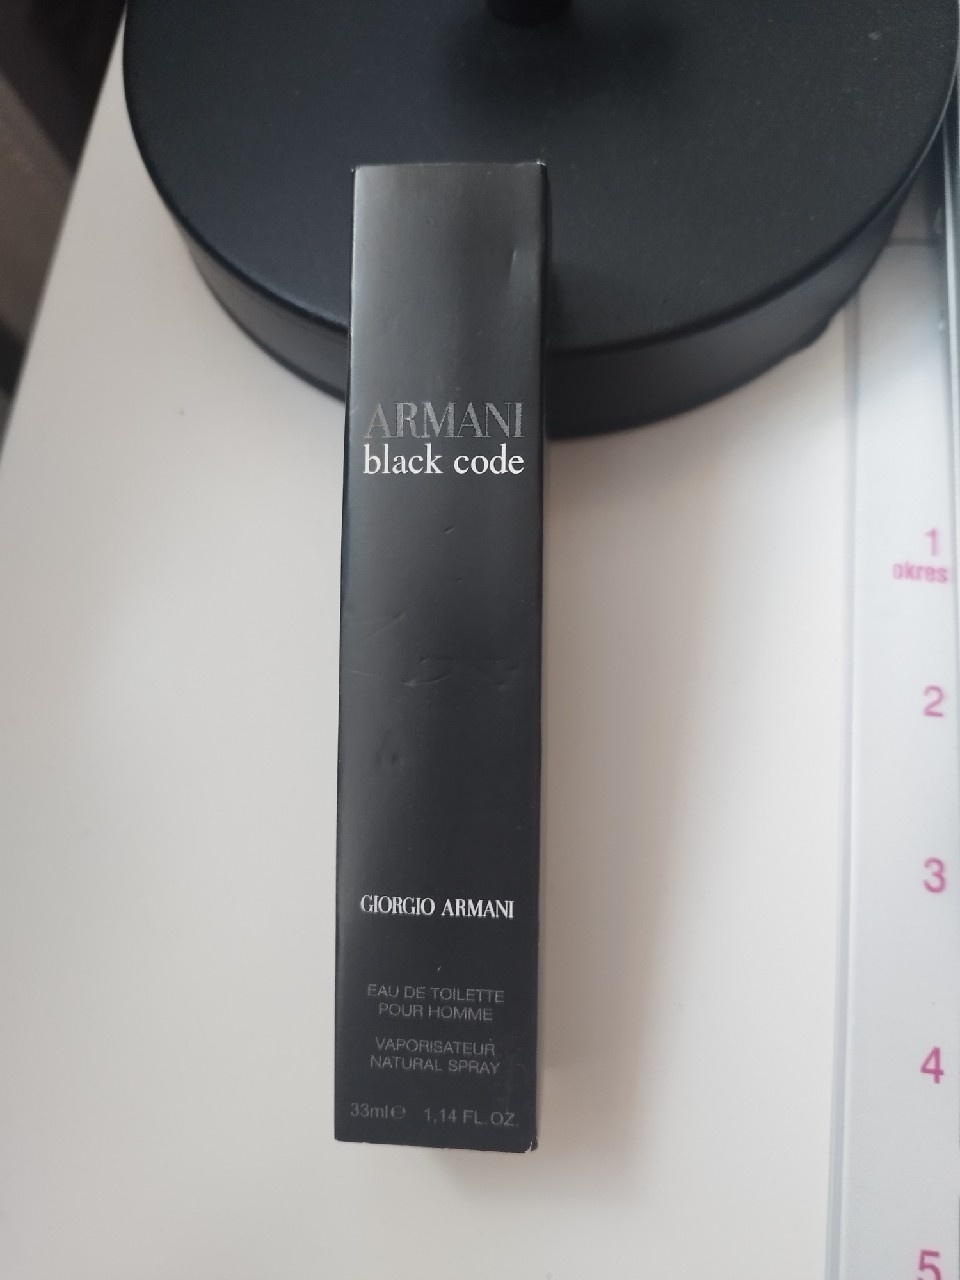 ARMANI
black code
GIORGIO ARMANI
EAU DE TOILETTE
POUR HOMME
VAPORISATEUR
NATURAL SPRAY
33ml℮ 1,14 FL.OZ.
1
okres
2
3
4
5